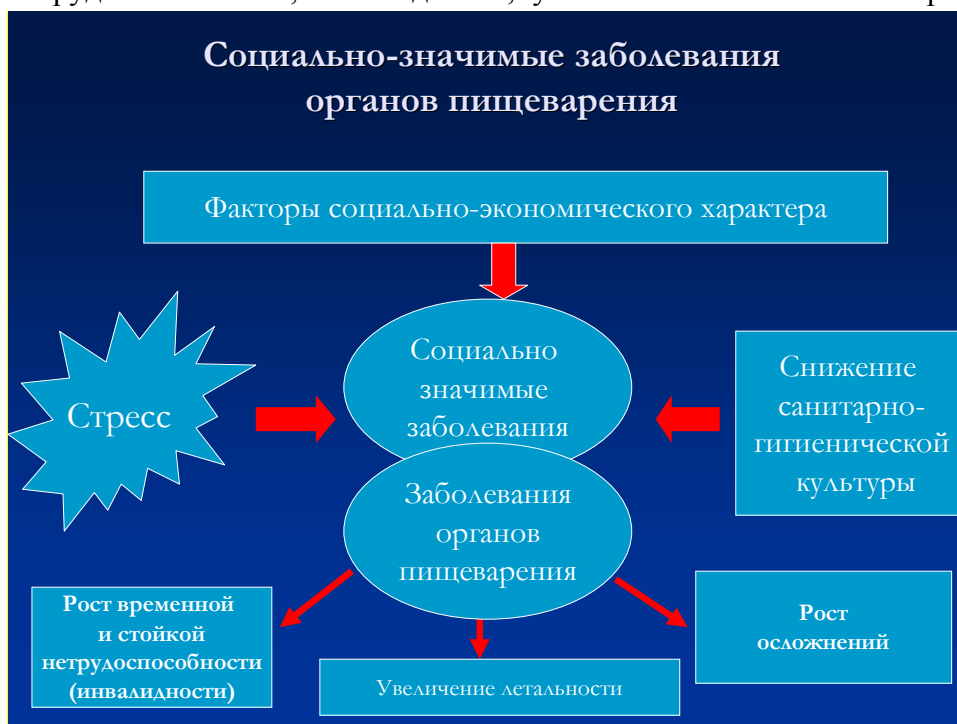 Социально-значимые заболевания
органов пищеварения
Факторы социально-экономического характера
Стресс
Социально
значимые
заболевания
Снижение
санитарно-
гигиенической
культуры
Заболевания
органов
пищеварения
Рост временной
и стойкой
нетрудоспособности
(инвалидности)
Увеличение летальности
Рост
осложнений